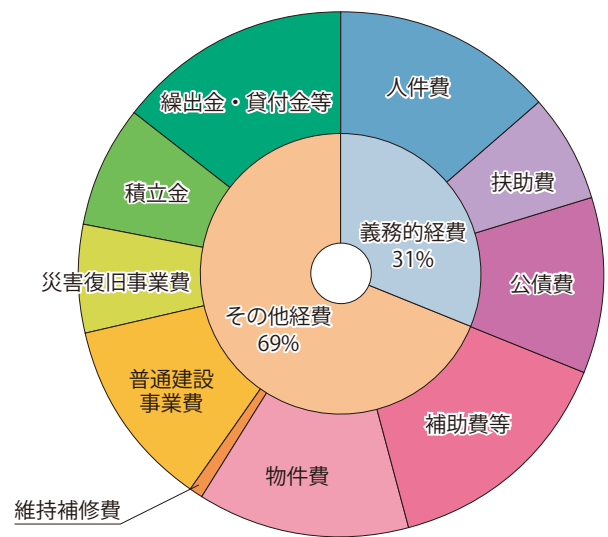 人件費
扶助費
公債費
補助費等
物件費
維持補修費
普通建設
事業費
災害復旧事業費
積立金
繰出金・貸付金等
義務的経費
31%
その他経費
69%